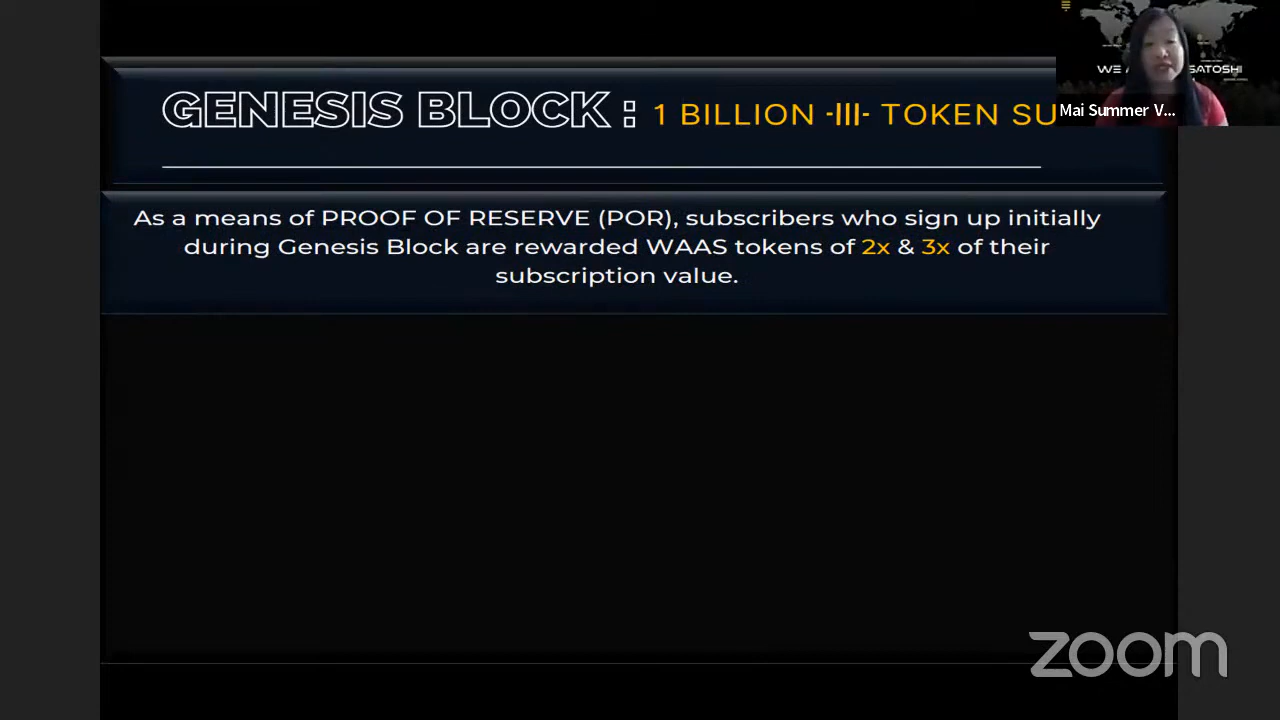 GENESIS BLOCK : 1 BILLION -III- TOKEN SU
WE A SATOSHI
Mai Summer V...
As a means of PROOF OF RESERVE (POR), subscribers who sign up initially
during Genesis Block are rewarded WAAS tokens of 2x & 3x of their
subscription value.
zoom